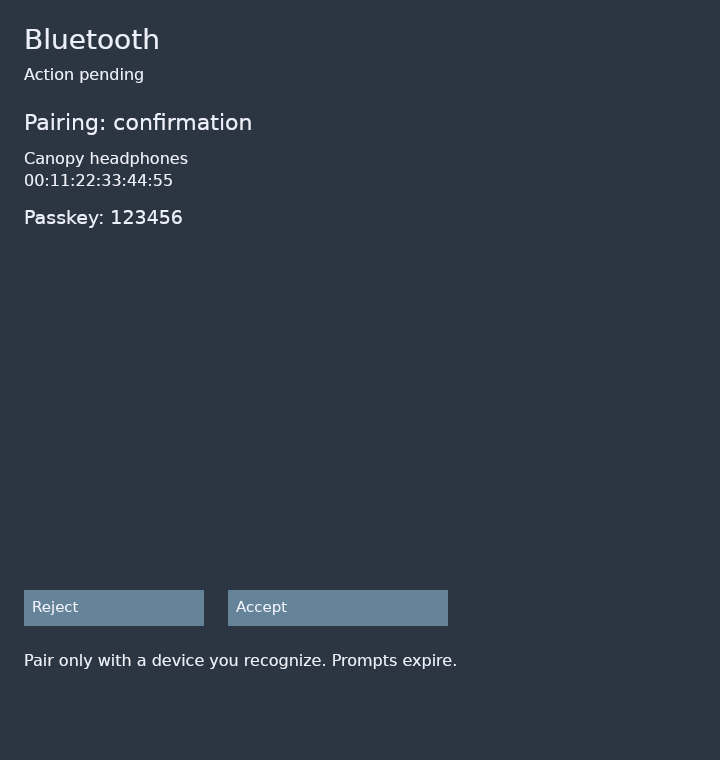 Bluetooth
Action pending
Pairing: confirmation
Canopy headphones
00:11:22:33:44:55
Passkey: 123456
Reject
Accept
Pair only with a device you recognize. Prompts expire.